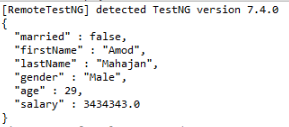 [RemoteTestNG] detected TestNG version 7.4.0
{
  "married" : false,
  "firstName" : "Amod",
  "lastName" : "Mahajan",
  "gender" : "Male",
  "age" : 29,
  "salary" : 3434343.0
}